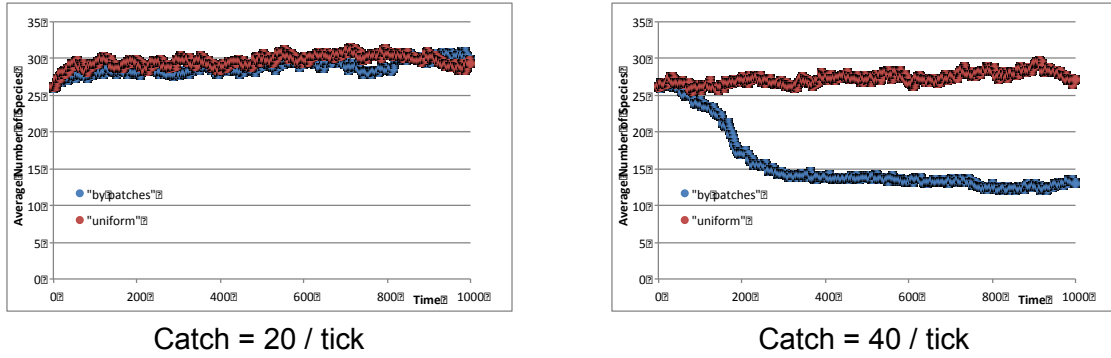 35
30
25
20
15
10
5
0
Average Number of Species
"by patches"
"uniform"
0 200 400 600 800 1000
Time
35
30
25
20
15
10
5
0
Average Number of Species
"by patches"
"uniform"
0 200 400 600 800 1000
Time
Catch = 20 / tick
Catch = 40 / tick